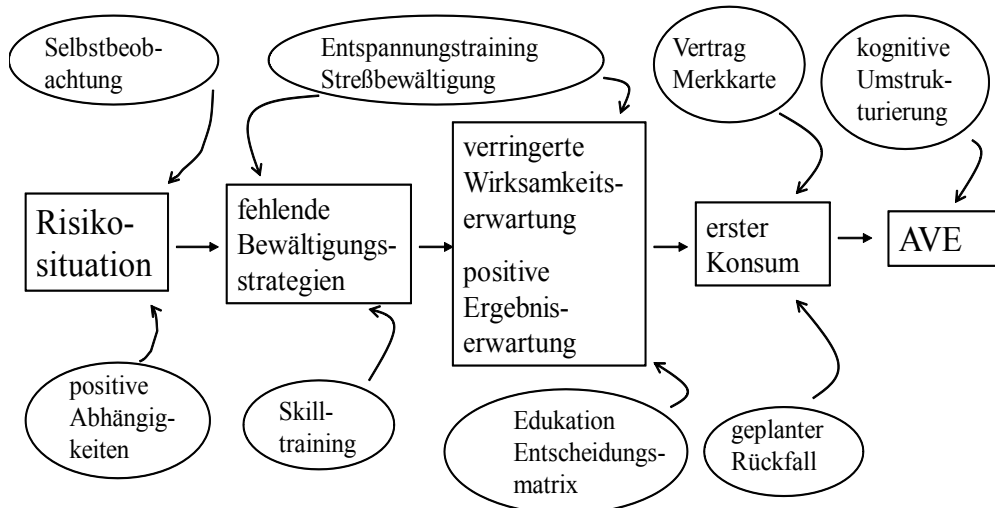 Selbstbeob-
achtung
Entspannungstraining
Streßbewältigung
Vertrag
Merkkarte
kognitive
Umstruk-
turierung
Risiko-
situation
fehlende
Bewältigungs-
strategien
verringerte
Wirksamkeits-
erwartung
positive
Ergebnis-
erwartung
erster
Konsum
AVE
positive
Abhängig-
keiten
Skill-
training
Edukation
Entscheidungs-
matrix
geplanter
Rückfall